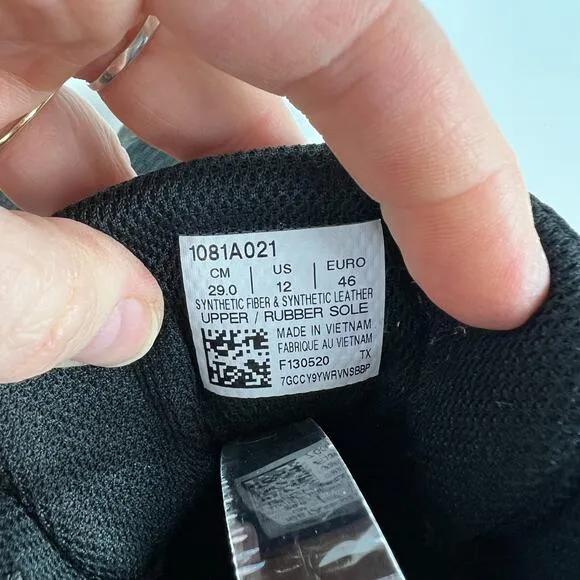 1081A021
CM | US | EURO
29.0 | 12 | 46
SYNTHETIC FIBER & SYNTHETIC LEATHER
UPPER / RUBBER SOLE
MADE IN VIETNAM
FABRIQUE AU VIETNAM
F130520 TX
7GCCY9YWRVNSBBP